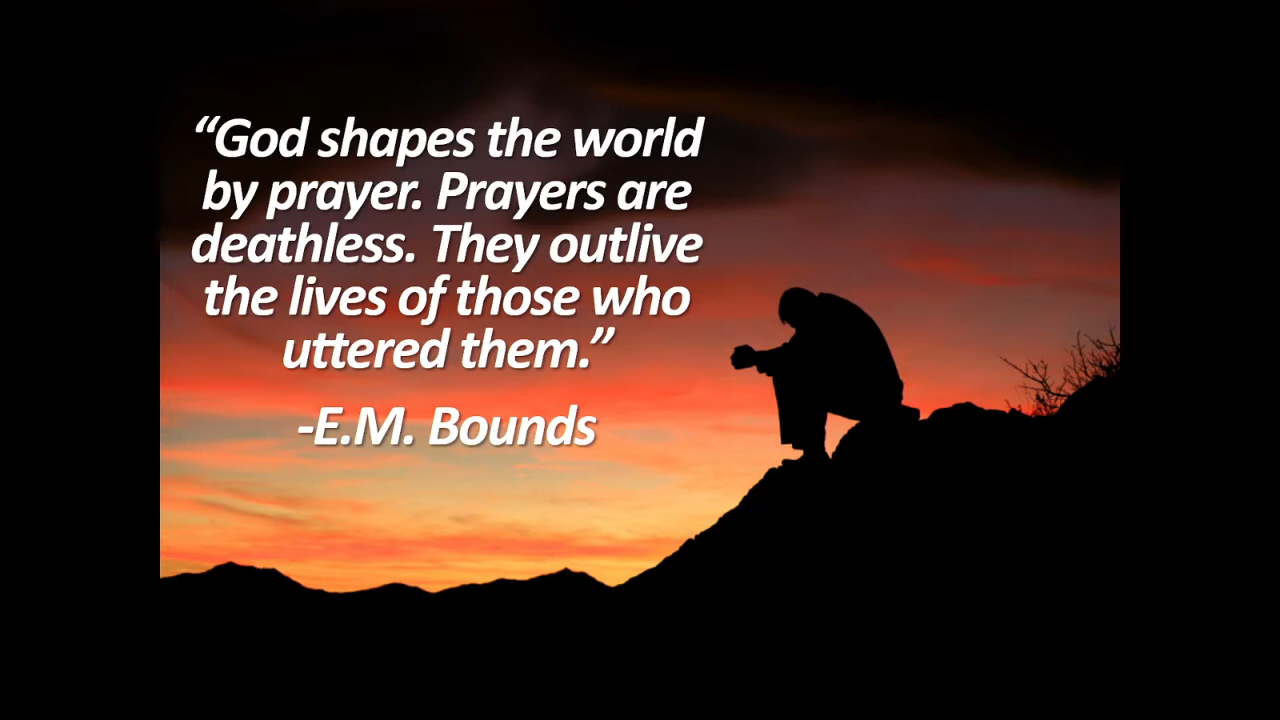 “God shapes the world
by prayer. Prayers are
deathless. They outlive
the lives of those who
uttered them.”
-E.M. Bounds